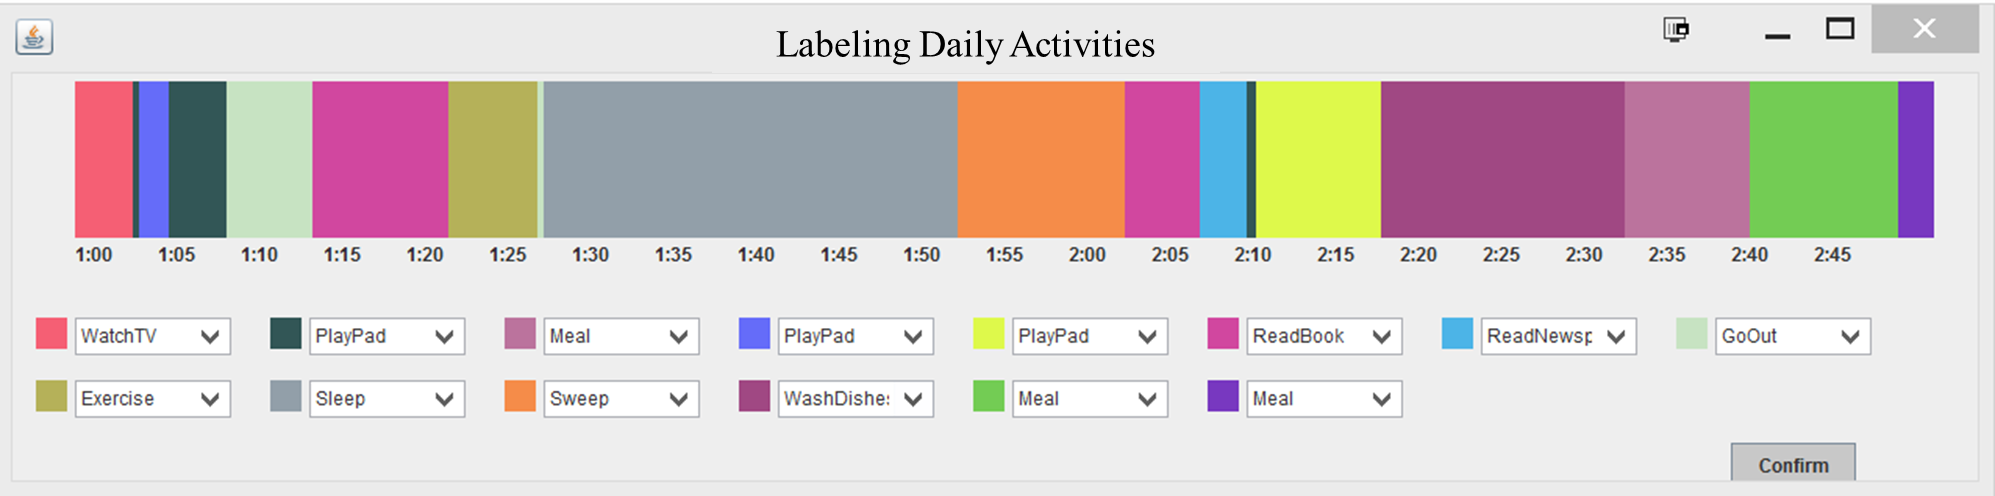 Labeling Daily Activities
1:00 1:05 1:10 1:15 1:20 1:25 1:30 1:35 1:40 1:45 1:50 1:55 2:00 2:05 2:10 2:15 2:20 2:25 2:30 2:35 2:40 2:45
WatchTV PlayPad Meal PlayPad PlayPad ReadBook ReadNewsp GoOut
Exercise Sleep Sweep WashDishes Meal Meal
Confirm